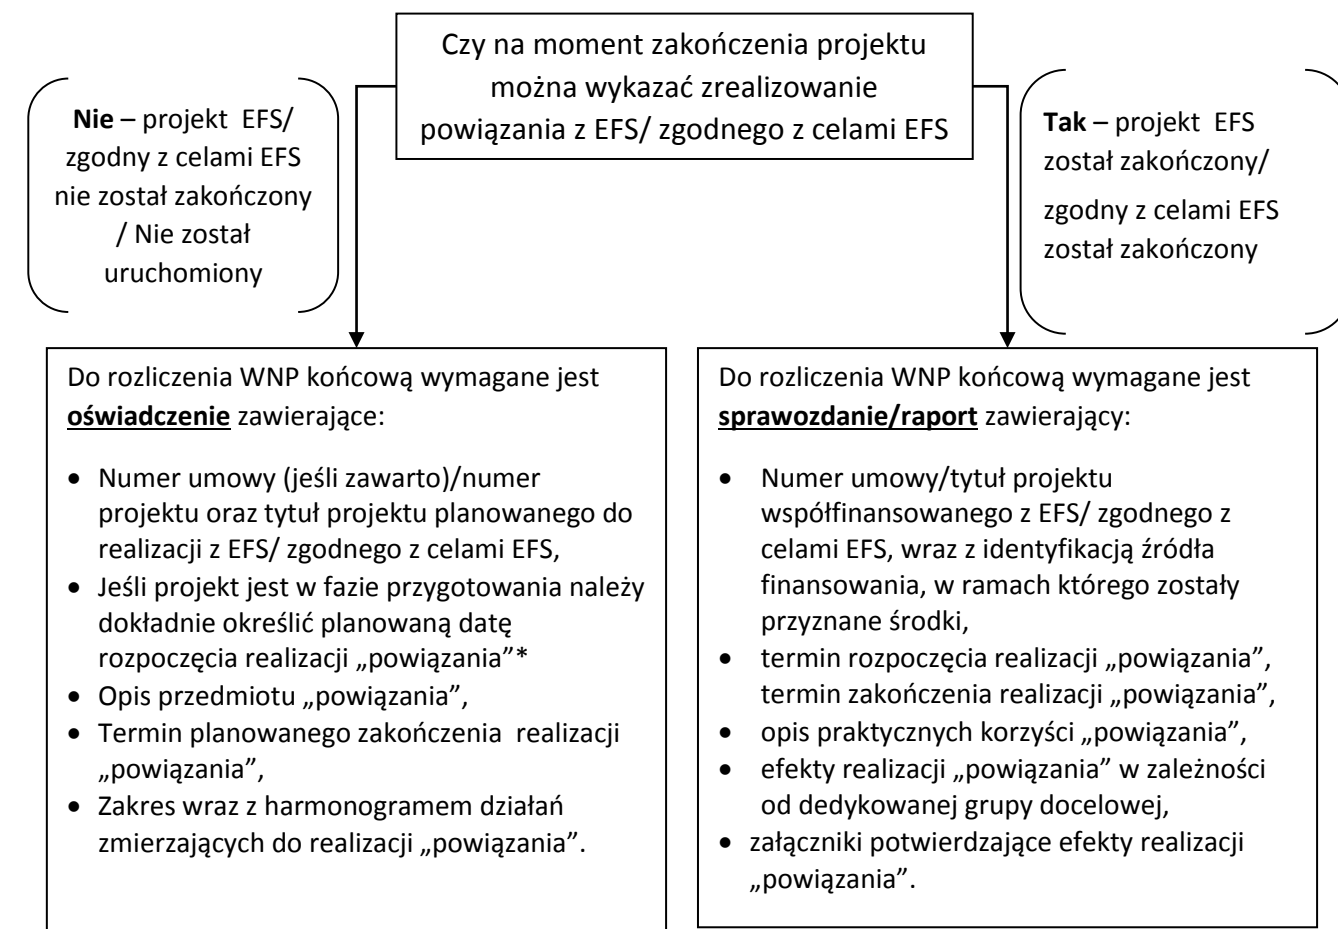 Czy na moment zakończenia projektu
można wykazać zrealizowanie
powiązania z EFS/ zgodnego z celami EFS
Nie – projekt EFS/
zgodny z celami EFS
nie został zakończony
/ Nie został
uruchomiony
Tak – projekt EFS
został zakończony/
zgodny z celami EFS
został zakończony
Do rozliczenia WNP końcową wymagane jest
oświadczenie zawierające:
• Numer umowy (jeśli zawarto)/numer
projektu oraz tytuł projektu planowanego do
realizacji z EFS/ zgodnego z celami EFS,
• Jeśli projekt jest w fazie przygotowania należy
dokładnie określić planowaną datę
rozpoczęcia realizacji „powiązania”*
• Opis przedmiotu „powiązania”,
• Termin planowanego zakończenia realizacji
„powiązania”,
• Zakres wraz z harmonogramem działań
zmierzających do realizacji „powiązania”.
Do rozliczenia WNP końcową wymagane jest
sprawozdanie/raport zawierający:
• Numer umowy/tytuł projektu
współfinansowanego z EFS/ zgodnego z
celami EFS, wraz z identyfikacją źródła
finansowania, w ramach którego zostały
przyznane środki,
• termin rozpoczęcia realizacji „powiązania”,
termin zakończenia realizacji „powiązania”,
• opis praktycznych korzyści „powiązania”,
• efekty realizacji „powiązania” w zależności
od dedykowanej grupy docelowej,
• załączniki potwierdzające efekty realizacji
„powiązania”.